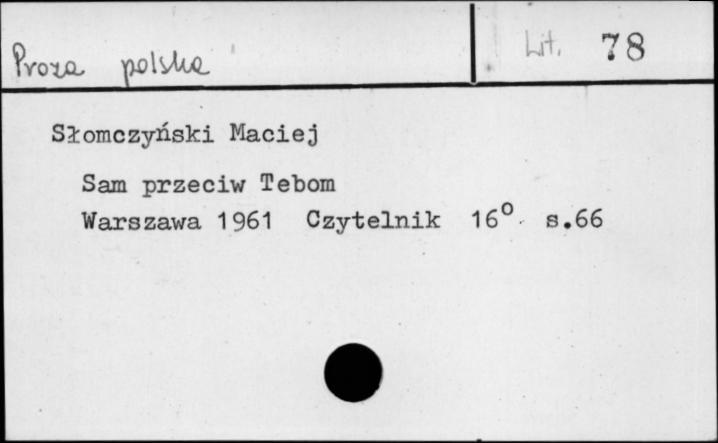 Proza polska
Lit. 78
Słomczyński Maciej
Sam przeciw Tebom
Warszawa 1961 Czytelnik 16° s.66